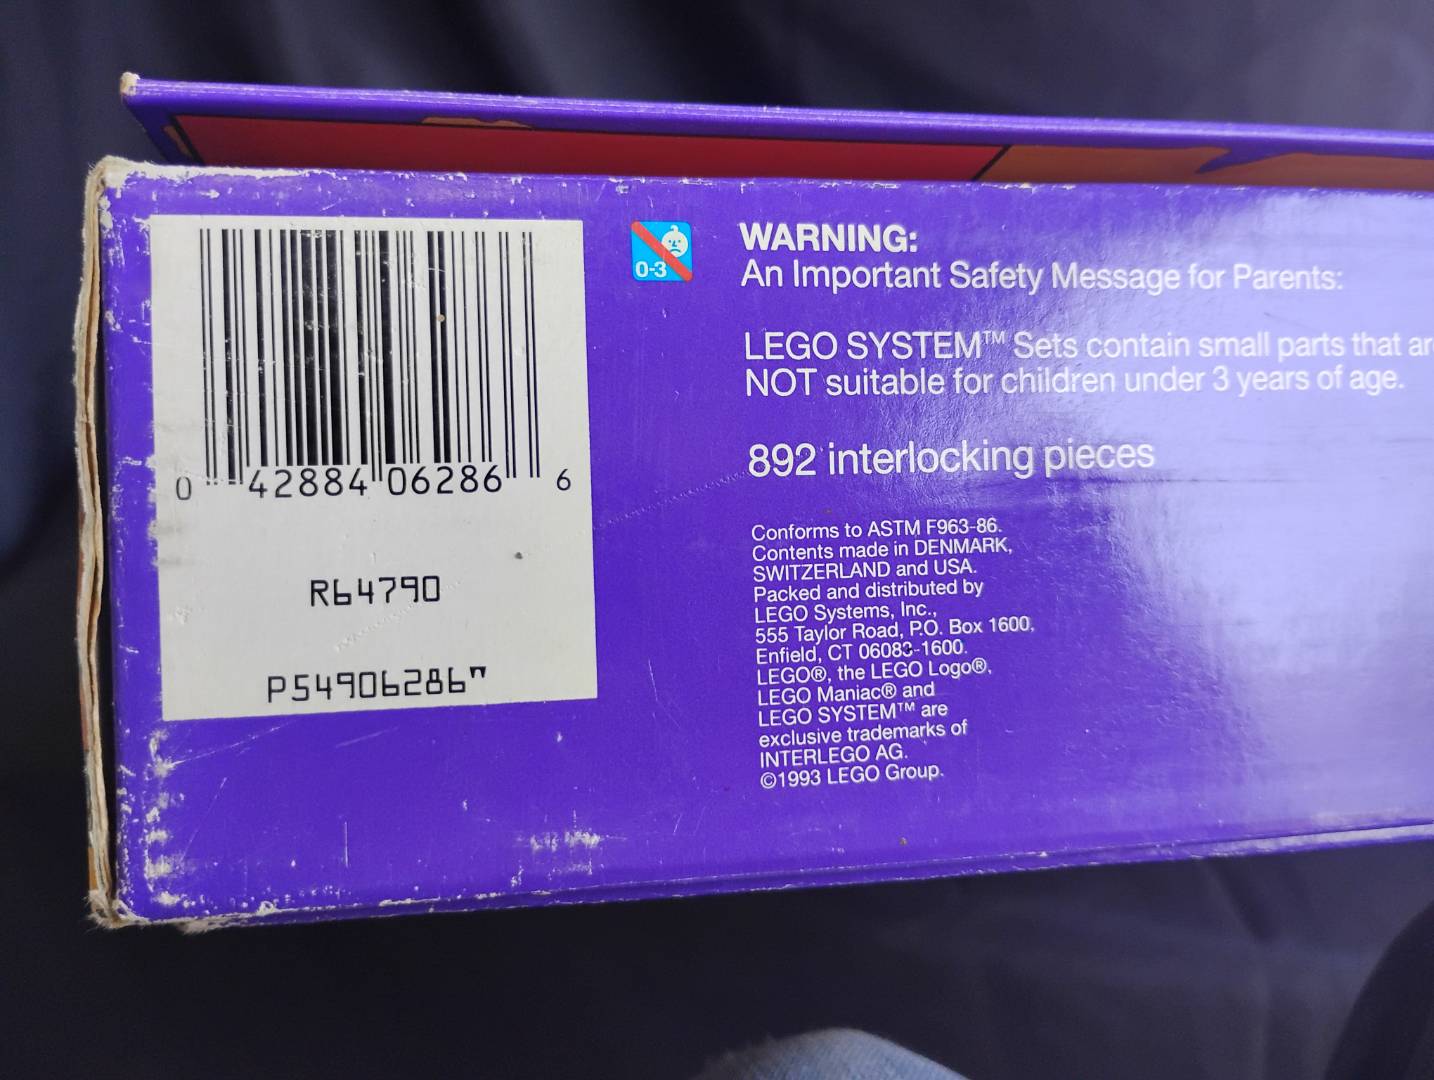 0 42884 06286 6
R64790
P54906286"
0-3
WARNING:
An Important Safety Message for Parents:
LEGO SYSTEM™ Sets contain small parts that
NOT suitable for children under 3 years of age.
892 interlocking pieces
Conforms to ASTM F963-86.
Contents made in DENMARK,
SWITZERLAND and USA.
Packed and distributed by
LEGO Systems, Inc.,
555 Taylor Road, P.O. Box 1600,
Enfield, CT 06083-1600.
LEGO®, the LEGO Logo®,
LEGO Maniac® and
LEGO SYSTEM™ are
exclusive trademarks of
INTERLEGO AG.
©1993 LEGO Group.